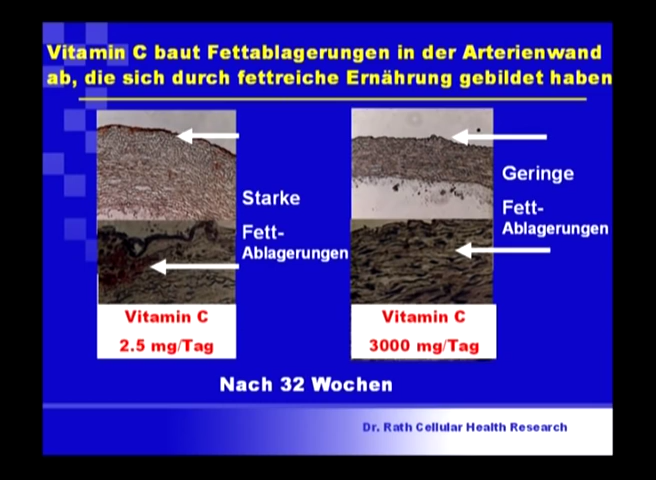 Vitamin C baut Fettablagerungen in der Arterienwand
ab, die sich durch fettreiche Ernährung gebildet haben
Starke
Fett-
Ablagerungen
Geringe
Fett-
Ablagerungen
Vitamin C
2.5 mg/Tag
Vitamin C
3000 mg/Tag
Nach 32 Wochen
Dr. Rath Cellular Health Research